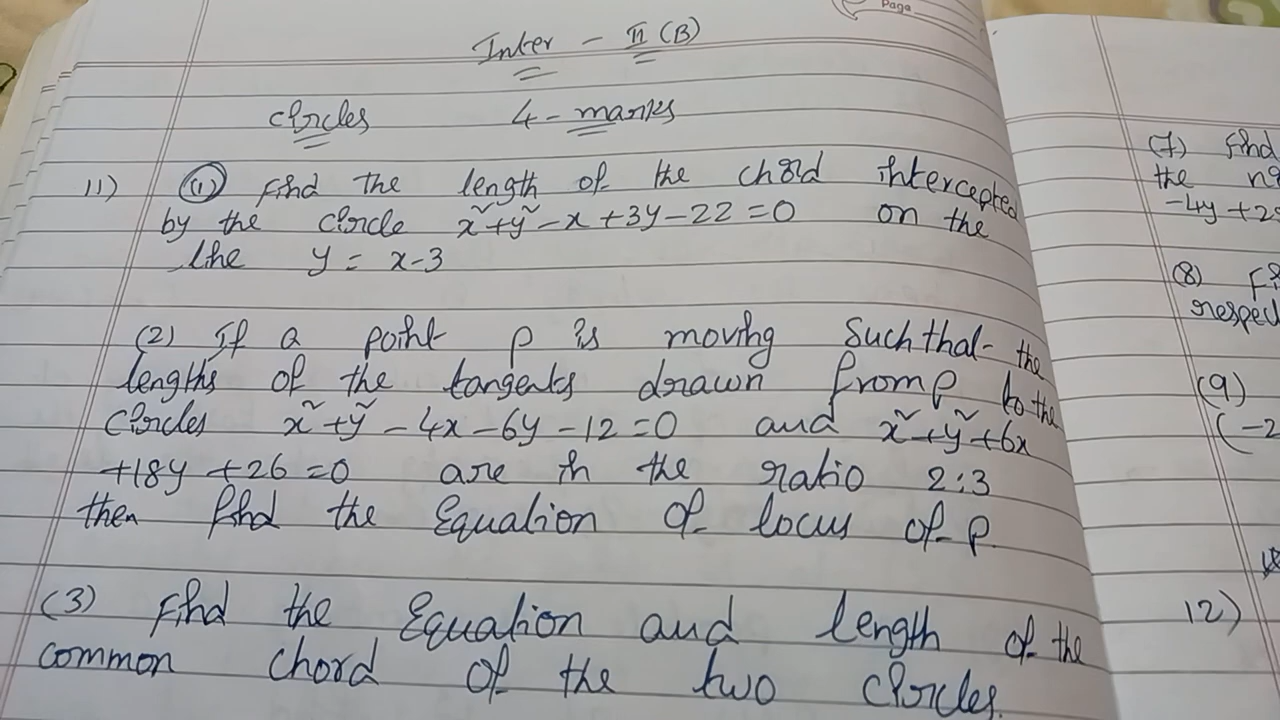 Page
Inter - II (B)
Circles 4-marks
11) (1) Find the length of the chord intercepted
by the circle x²+y²-x+3y-22=0 on the
line y = x-3
(2) If a point P is moving such that the
lengths of the tangents drawn from P to the
circles x²+y²-4x-6y-12=0 and x²+y²+6x
+18y+26=0 are in the ratio 2:3
then find the Equation of locus of P.
(3) Find the Equation and length of the
common chord of the two circles.
(7) Find
the
-4y+2
(8)
respec
(9)
(-2
12)